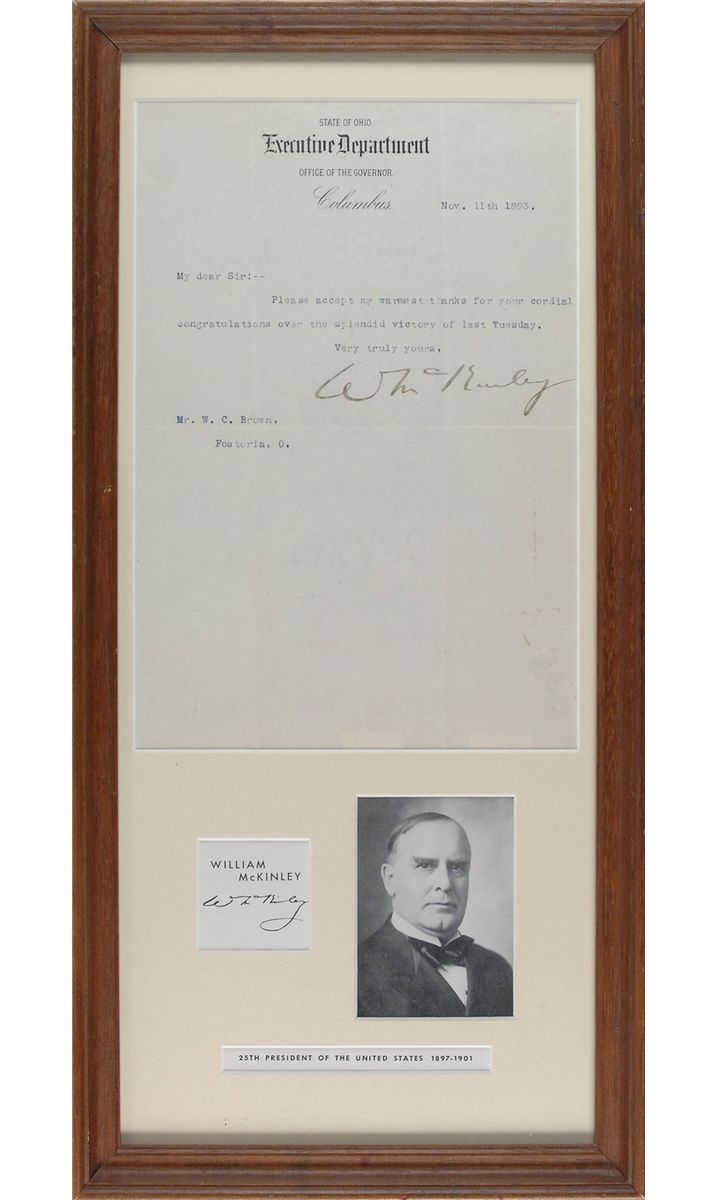 STATE OF OHIO.
Executive Department
OFFICE OF THE GOVERNOR.
Columbus
Nov. 11th 1893.
My dear Sir:--
Please accept my warmest thanks for your cordial
congratulations over the splendid victory of last Tuesday.
Very truly yours,
W McKinley
Mr. W. C. Brown,
Fostoria, O.
WILLIAM
McKINLEY
W McKinley
25TH PRESIDENT OF THE UNITED STATES 1897-1901